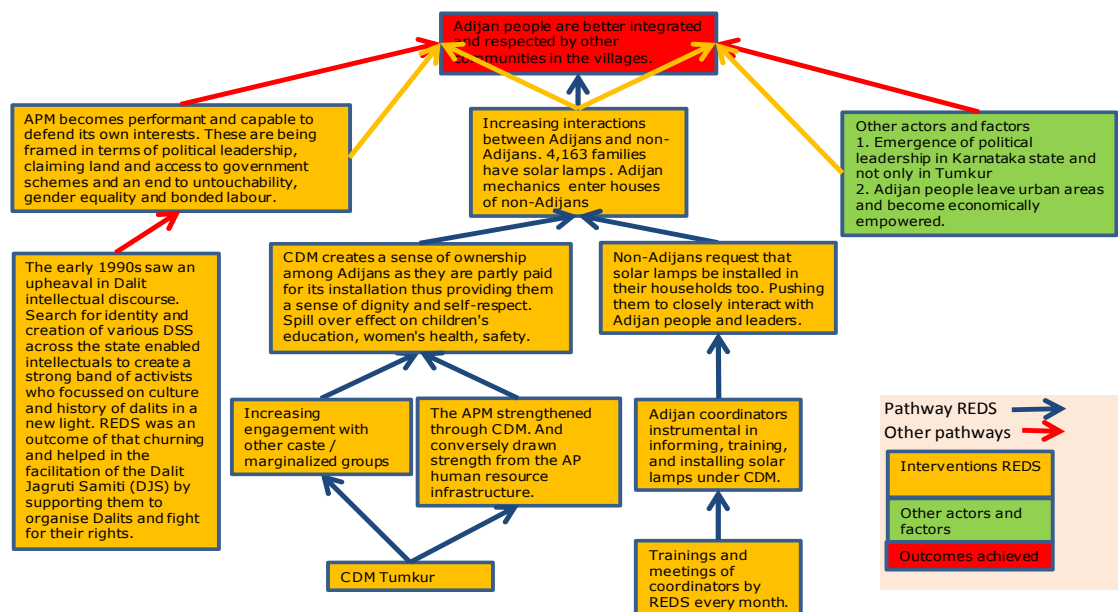 Adijan people are better integrated
and respected by other
communities in the villages.
APM becomes performant and capable to
defend its own interests. These are being
framed in terms of political leadership,
claiming land and access to government
schemes and an end to untouchability,
gender equality and bonded labour.
Increasing interactions
between Adijans and non-
Adijans. 4,163 families
have solar lamps . Adijan
mechanics enter houses
of non-Adijans
Other actors and factors
1. Emergence of political
leadership in Karnataka state and
not only in Tumkur
2. Adijan people leave urban areas
and become economically
empowered.
The early 1990s saw an
upheaval in Dalit
intellectual discourse.
Search for identity and
creation of various DSS
across the state enabled
intellectuals to create a
strong band of activists
who focussed on culture
and history of dalits in a
new light. REDS was an
outcome of that churning
and helped in the
facilitation of the Dalit
Jagruti Samiti (DJS) by
supporting them to
organise Dalits and fight
for their rights.
CDM creates a sense of ownership
among Adijans as they are partly paid
for its installation thus providing them
a sense of dignity and self-respect.
Spill over effect on children's
education, women's health, safety.
Non-Adijans request that
solar lamps be installed in
their households too. Pushing
them to closely interact with
Adijan people and leaders.
Increasing
engagement with
other caste /
marginalized groups
The APM strengthened
through CDM. And
conversely drawn
strength from the AP
human resource
infrastructure.
Adijan coordinators
instrumental in
informing, training,
and installing solar
lamps under CDM.
CDM Tumkur
Trainings and
meetings of
coordinators by
REDS every month.
Pathway REDS
Other pathways
Interventions REDS
Other actors and
factors
Outcomes achieved